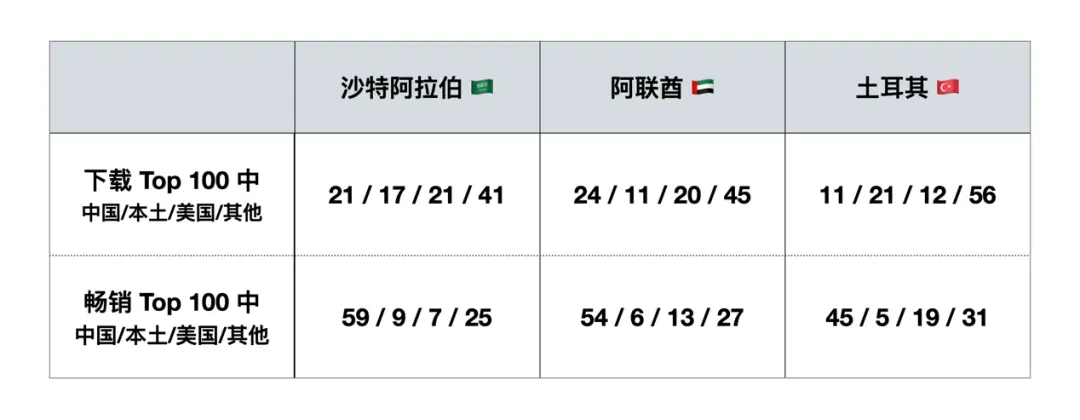 沙特阿拉伯 🇸🇦
阿联酋 🇦🇪
土耳其 🇹🇷
下载 Top 100 中
中国/本土/美国/其他
21 / 17 / 21 / 41
24 / 11 / 20 / 45
11 / 21 / 12 / 56
畅销 Top 100 中
中国/本土/美国/其他
59 / 9 / 7 / 25
54 / 6 / 13 / 27
45 / 5 / 19 / 31